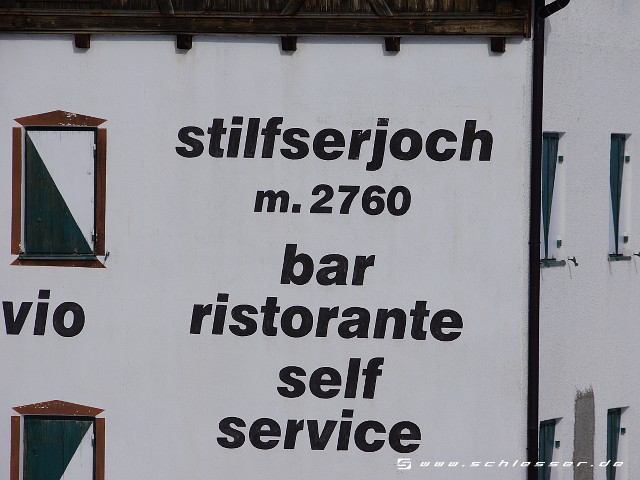 stilfserjoch
m. 2760
bar
ristorante
self
service
vio
www.schlosser.de